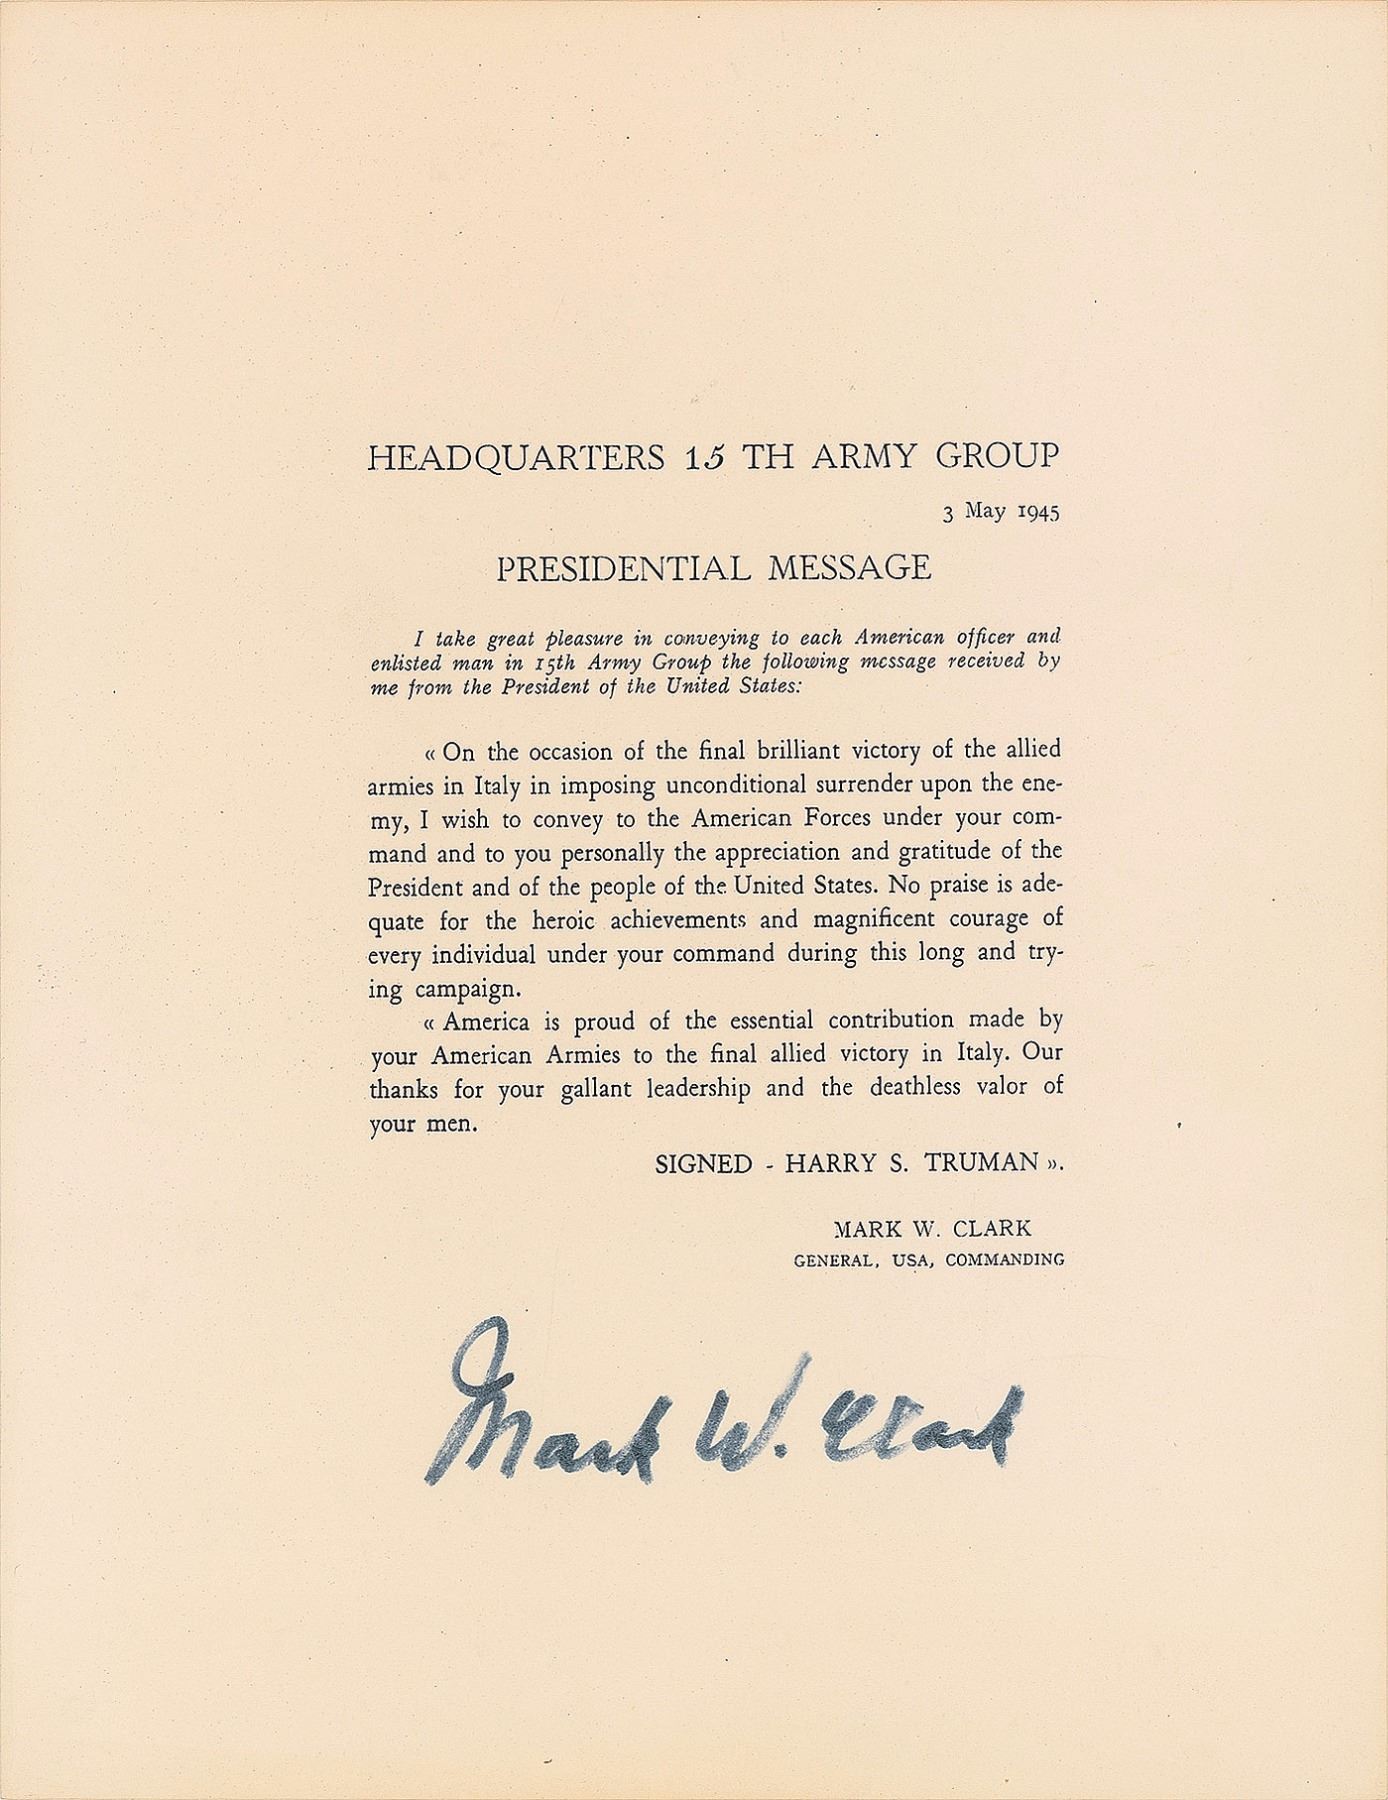 HEADQUARTERS 15 TH ARMY GROUP
3 May 1945
PRESIDENTIAL MESSAGE
I take great pleasure in conveying to each American officer and
enlisted man in 15th Army Group the following message received by
me from the President of the United States:
« On the occasion of the final brilliant victory of the allied
armies in Italy in imposing unconditional surrender upon the ene-
my, I wish to convey to the American Forces under your com-
mand and to you personally the appreciation and gratitude of the
President and of the people of the United States. No praise is ade-
quate for the heroic achievements and magnificent courage of
every individual under your command during this long and try-
ing campaign.
« America is proud of the essential contribution made by
your American Armies to the final allied victory in Italy. Our
thanks for your gallant leadership and the deathless valor of
your men.
SIGNED - HARRY S. TRUMAN ».
MARK W. CLARK
GENERAL, USA, COMMANDING
Mark W. Clark